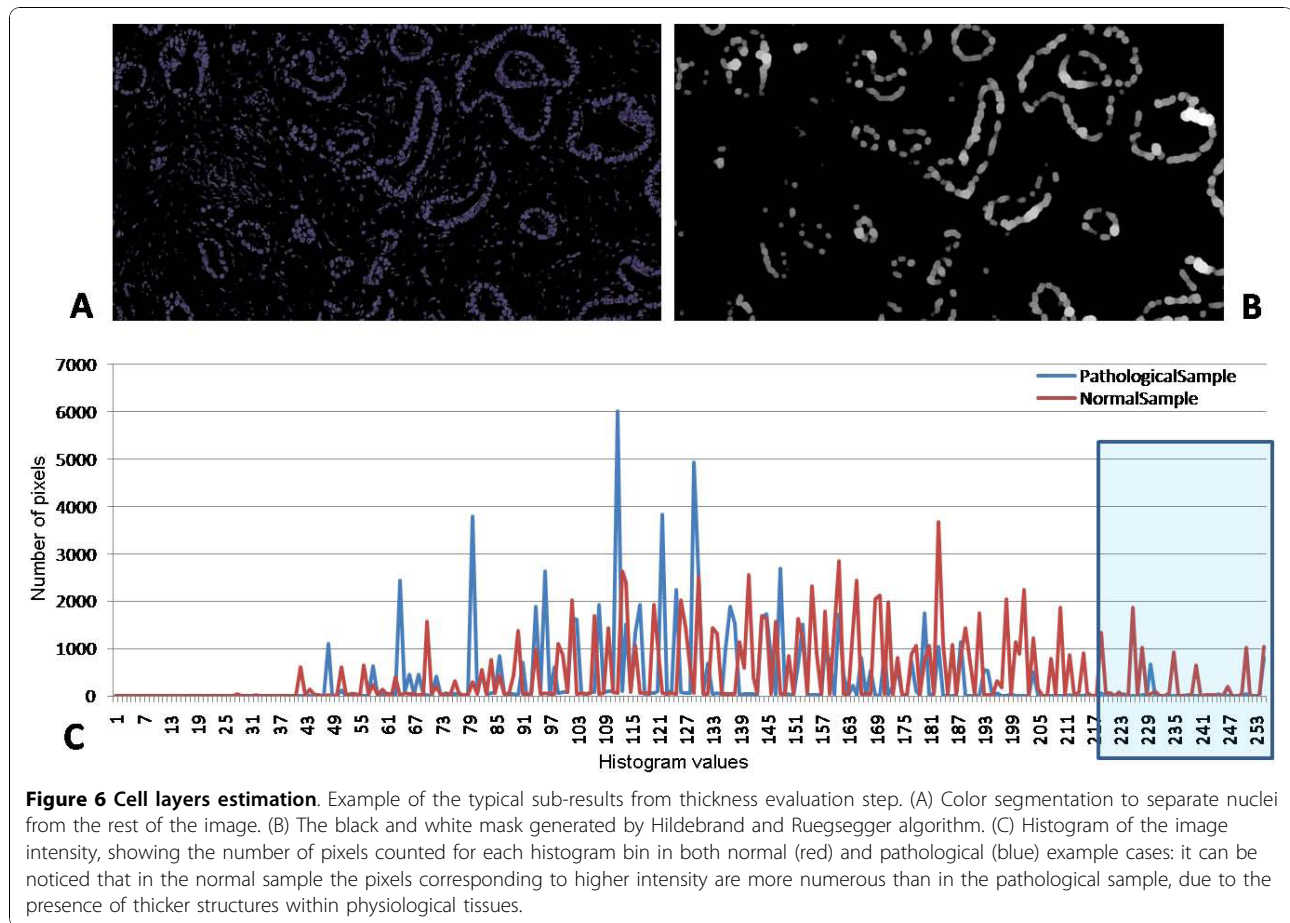 A
B
7000
6000
5000
4000
3000
2000
1000
0
Number of pixels
PathologicalSample
NormalSample
1 7 13 19 25 31 37 43 49 55 61 67 73 79 85 91 97 103 109 115 121 127 133 139 145 151 157 163 169 175 181 187 193 199 205 211 217 223 229 235 241 247 253
C
Histogram values
Figure 6 Cell layers estimation. Example of the typical sub-results from thickness evaluation step. (A) Color segmentation to separate nuclei
from the rest of the image. (B) The black and white mask generated by Hildebrand and Ruegsegger algorithm. (C) Histogram of the image
intensity, showing the number of pixels counted for each histogram bin in both normal (red) and pathological (blue) example cases: it can be
noticed that in the normal sample the pixels corresponding to higher intensity are more numerous than in the pathological sample, due to the
presence of thicker structures within physiological tissues.